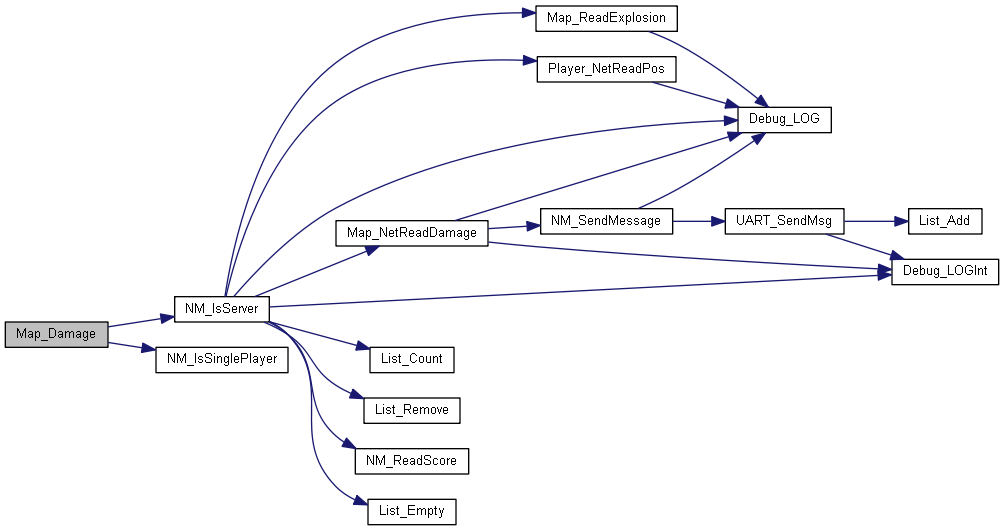 Map_ReadExplosion
Player_NetReadPos
Debug_LOG
NM_SendMessage
UART_SendMsg
List_Add
Map_NetReadDamage
Debug_LOGInt
NM_IsServer
Map_Damage
NM_IsSinglePlayer
List_Count
List_Remove
NM_ReadScore
List_Empty